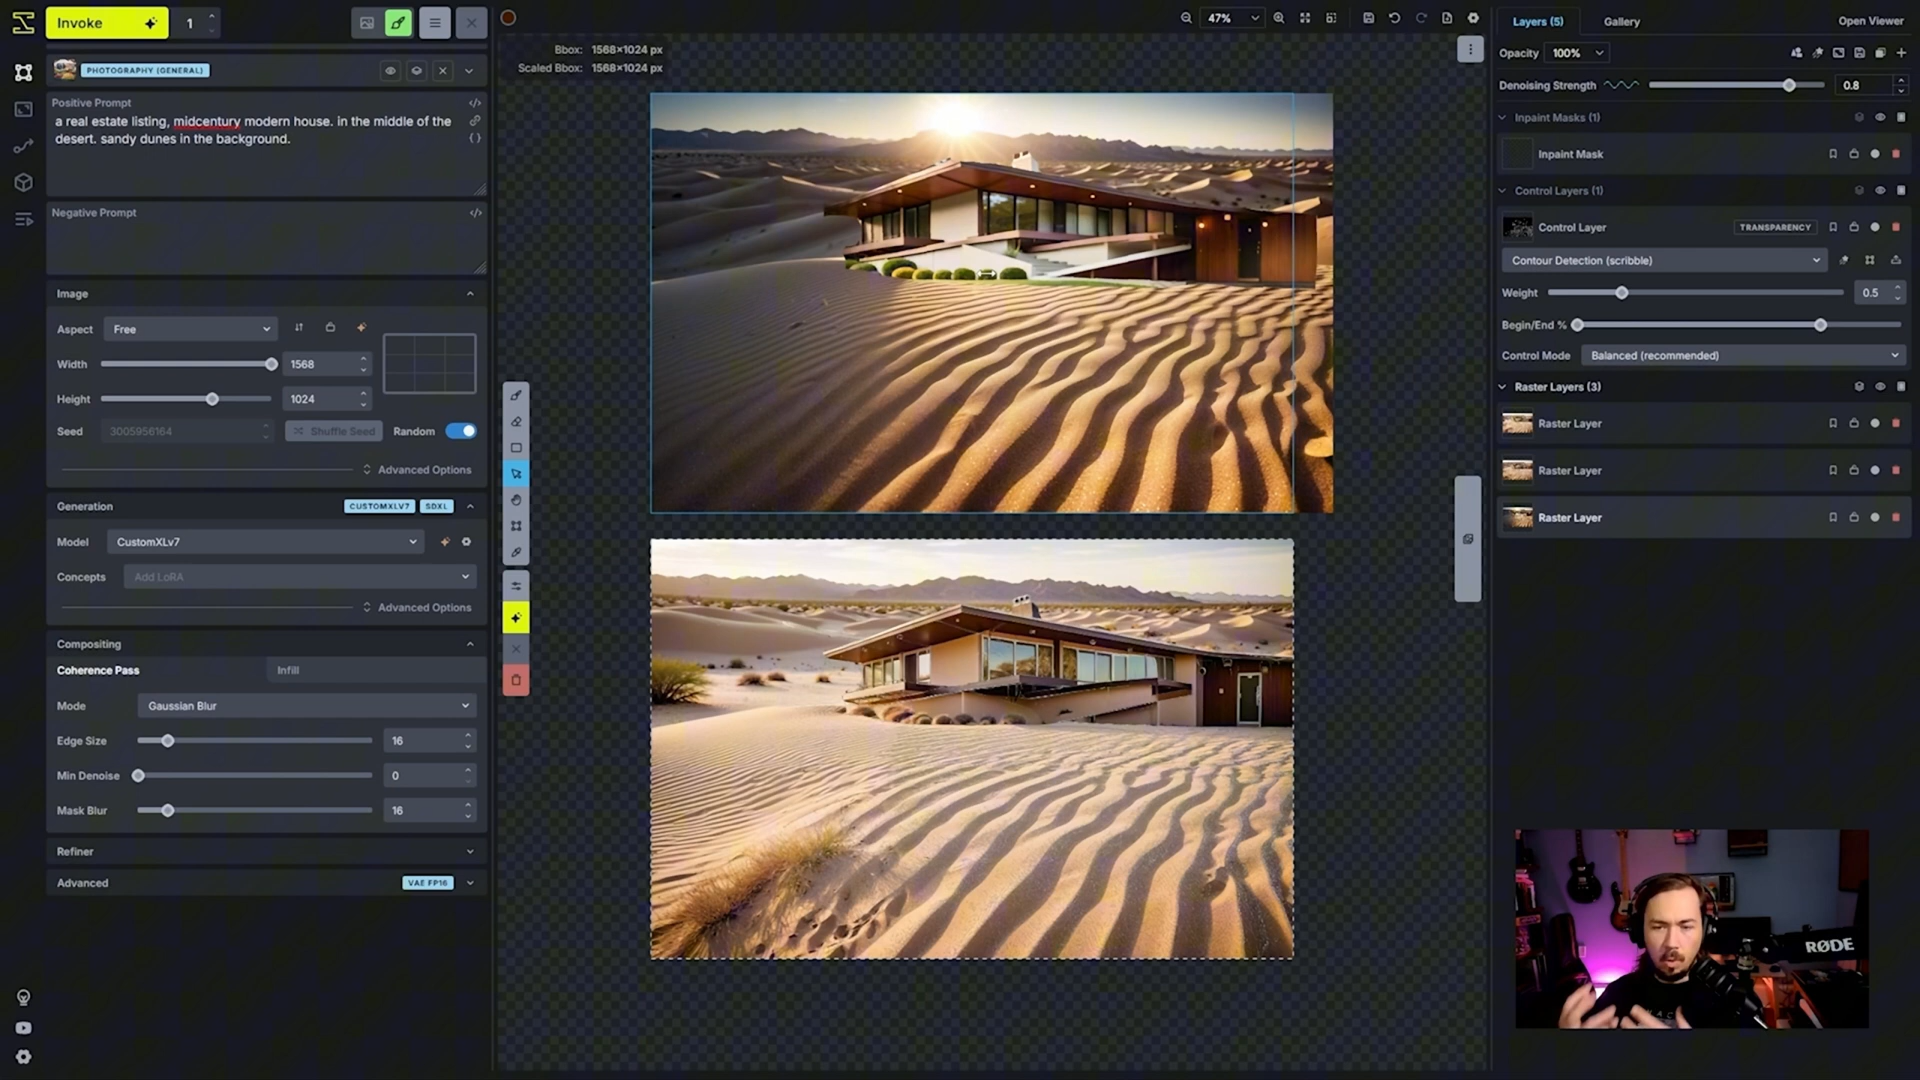 Invoke
1
47%
Layers (5)
Gallery
Open Viewer
Bbox: 1568×1024 px
Scaled Bbox: 1568×1024 px
Opacity
100%
PHOTOGRAPHY (GENERAL)
Denoising Strength
0.8
Positive Prompt
a real estate listing, midcentury modern house. in the middle of the
desert. sandy dunes in the background.
Inpaint Masks (1)
Inpaint Mask
Control Layers (1)
Negative Prompt
Control Layer
TRANSPARENCY
Contour Detection (scribble)
Weight
0.5
Image
Begin/End %
Aspect
Free
Control Mode
Balanced (recommended)
Width
1568
Raster Layers (3)
Height
1024
Raster Layer
Seed
3005956164
Shuffle Seed
Random
Advanced Options
Raster Layer
Generation
CUSTOMXLV7
SDXL
Raster Layer
Model
CustomXLv7
Concepts
Add LoRA
Advanced Options
Compositing
Coherence Pass
Infill
Mode
Gaussian Blur
Edge Size
16
Min Denoise
0
Mask Blur
16
Refiner
Advanced
VAE FP16
RØDE